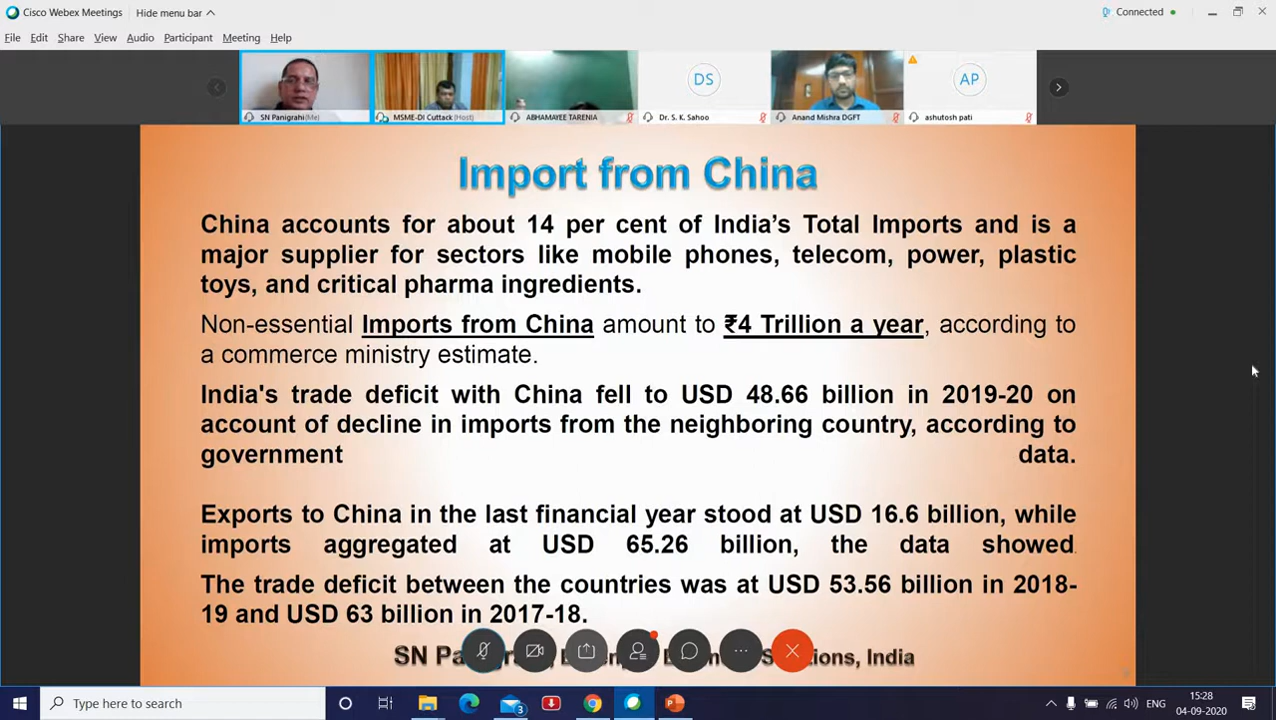 Cisco Webex Meetings
Hide menu bar
Connected
File Edit Share View Audio Participant Meeting Help
DS
AP
SN Panigrahi(Me)
MSME-DI Cuttack(Host)
ABHAMAYEE TARENIA
Dr. S. K. Sahoo
Anand Mishra DGFT
ashutosh pati
Import from China
China accounts for about 14 per cent of India’s Total Imports and is a
major supplier for sectors like mobile phones, telecom, power, plastic
toys, and critical pharma ingredients.
Non-essential Imports from China amount to ₹4 Trillion a year, according to
a commerce ministry estimate.
India's trade deficit with China fell to USD 48.66 billion in 2019-20 on
account of decline in imports from the neighboring country, according to
government data.
Exports to China in the last financial year stood at USD 16.6 billion, while
imports aggregated at USD 65.26 billion, the data showed.
The trade deficit between the countries was at USD 53.56 billion in 2018-
19 and USD 63 billion in 2017-18.
SN India
Type here to search
3
ENG
15:28
04-09-2020